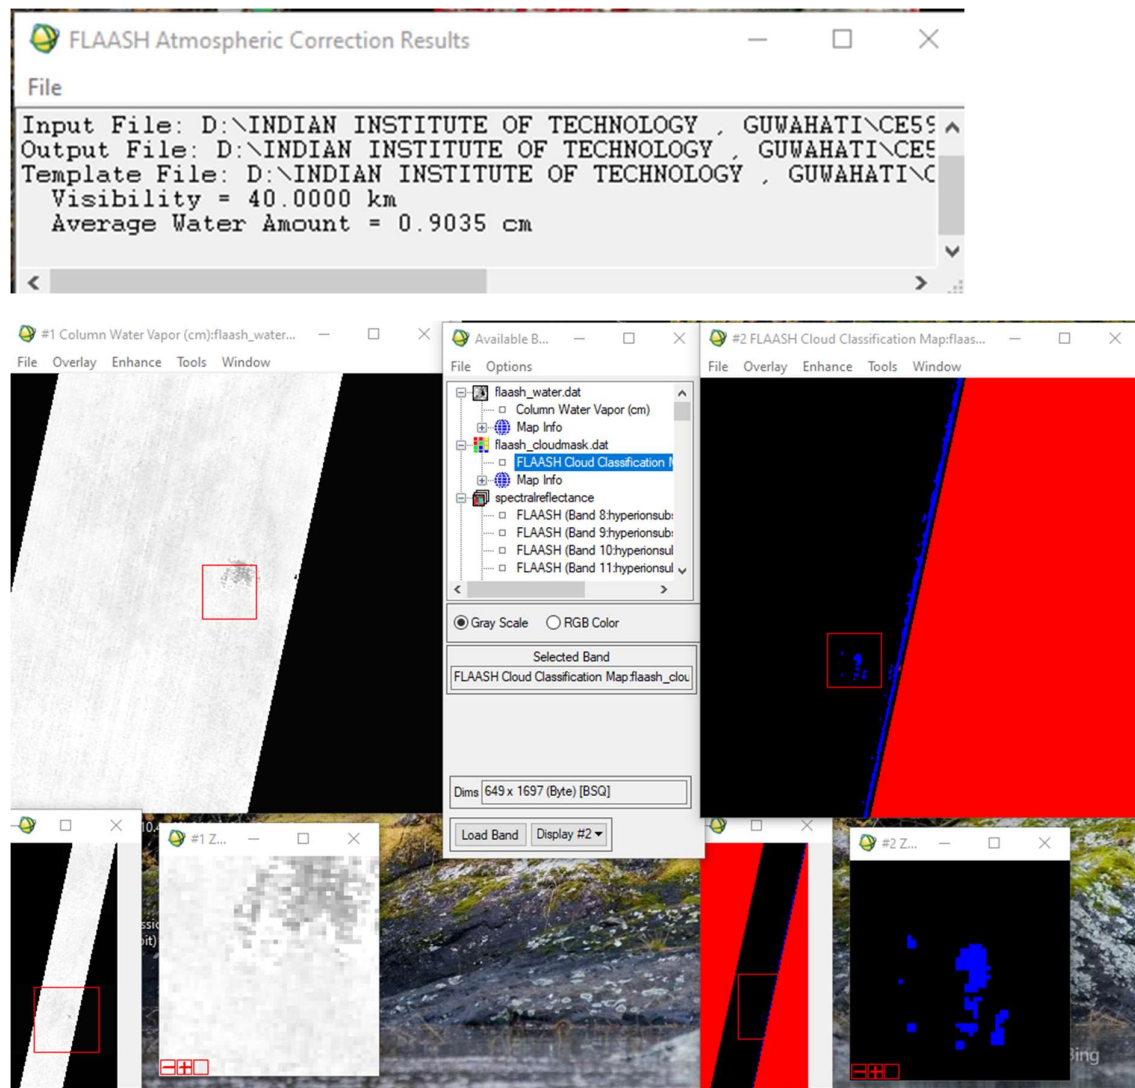 FLAASH Atmospheric Correction Results
File
Input File: D:\INDIAN INSTITUTE OF TECHNOLOGY , GUWAHATI\CE59
Output File: D:\INDIAN INSTITUTE OF TECHNOLOGY , GUWAHATI\CE5
Template File: D:\INDIAN INSTITUTE OF TECHNOLOGY , GUWAHATI\C
Visibility = 40.0000 km
Average Water Amount = 0.9035 cm
#1 Column Water Vapor (cm):flaash_water...
File Overlay Enhance Tools Window
Available B...
File Options
flaash_water.dat
Column Water Vapor (cm)
Map Info
flaash_cloudmask.dat
FLAASH Cloud Classification M
Map Info
spectralreflectance
FLAASH (Band 8:hyperionsub
FLAASH (Band 9:hyperionsub
FLAASH (Band 10:hyperionsul
FLAASH (Band 11:hyperionsul
Gray Scale RGB Color
Selected Band
FLAASH Cloud Classification Map:flaash_clou
Dims 649 x 1697 (Byte) [BSQ]
Load Band Display #2
#2 FLAASH Cloud Classification Map:flaas...
File Overlay Enhance Tools Window
#1 Z...
#2 Z...